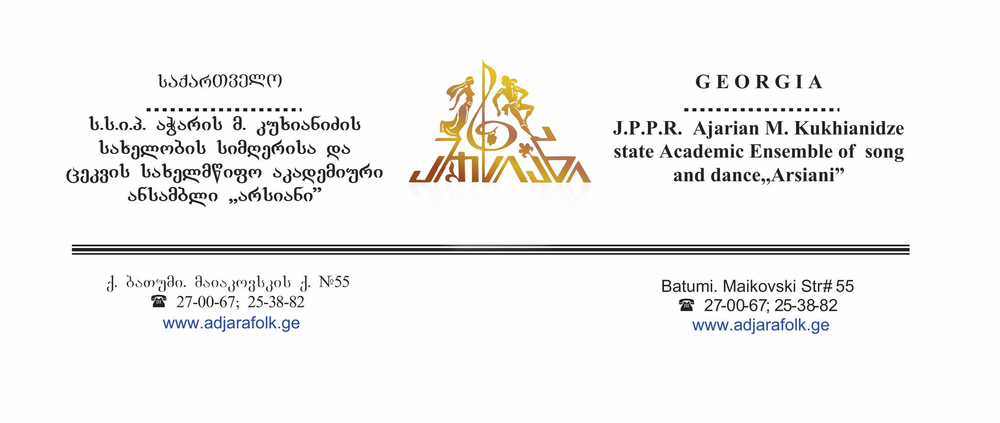 საქართველო
ს.ს.ი.პ. აჭარის მ. კუხიანიძის
სახელობის სიმღერისა და
ცეკვის სახელმწიფო აკადემიური
ანსამბლი „არსიანი”
GEORGIA
J.P.P.R. Ajarian M. Kukhianidze
state Academic Ensemble of song
and dance„Arsiani”
ქ. ბათუმი. მაიაკოვსკის ქ. №55
☎ 27-00-67; 25-38-82
www.adjarafolk.ge
Batumi. Maikovski Str# 55
☎ 27-00-67; 25-38-82
www.adjarafolk.ge